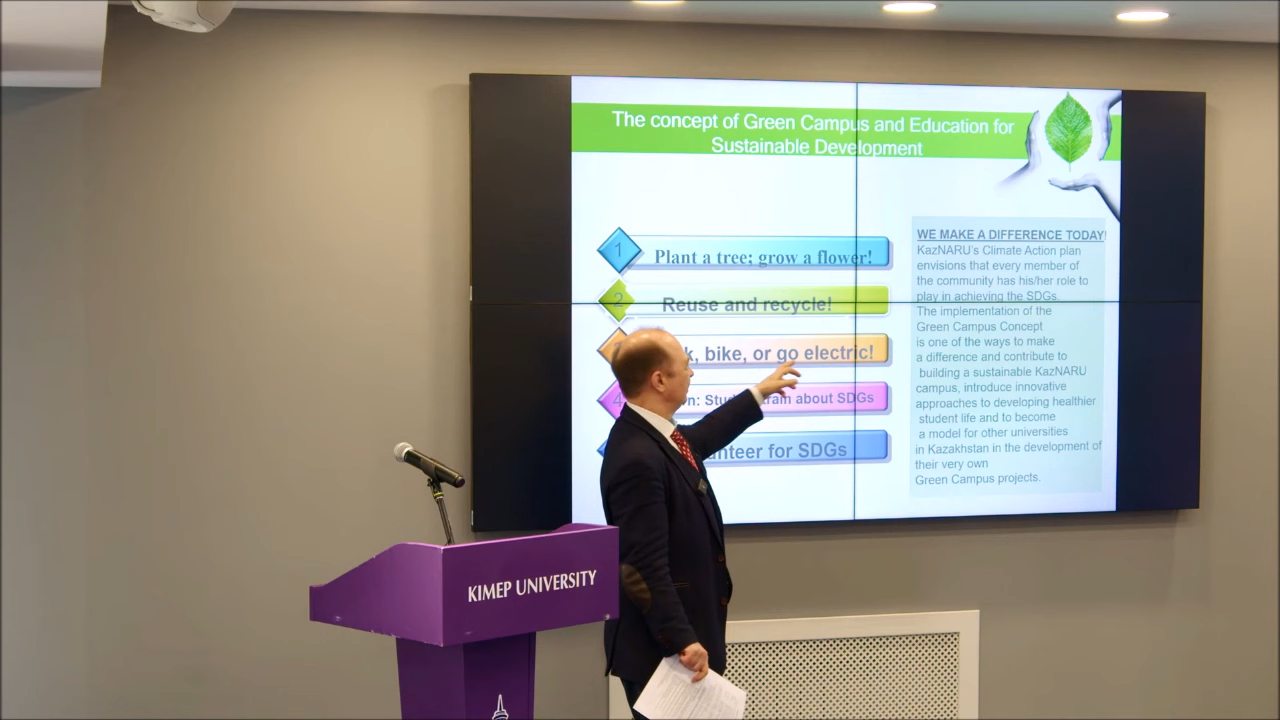 The concept of Green Campus and Education for
Sustainable Development
1
Plant a tree; grow a flower!
2
Reuse and recycle!
bike, or go electric!
4
about SDGs
for SDGs
WE MAKE A DIFFERENCE TODAY!
KazNARU's Climate Action plan
envisions that every member of
the community has his/her role to
play in achieving the SDGs.
The implementation of the
Green Campus Concept
is one of the ways to make
a difference and contribute to
building a sustainable KazNARU
campus, introduce innovative
approaches to developing healthier
student life and to become
a model for other universities
in Kazakhstan in the development of
their very own
Green Campus projects.
KIMEP UNIVERSITY